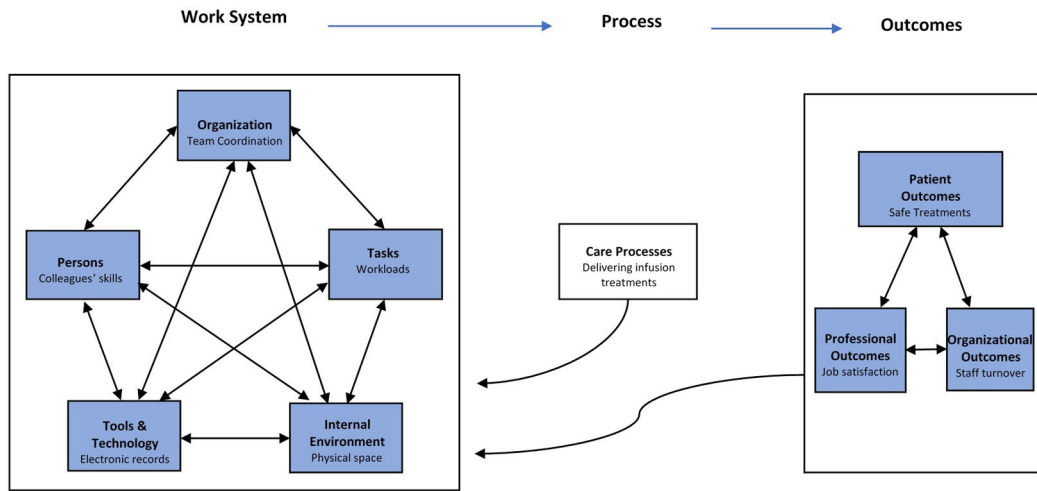 Work System
Process
Outcomes
Organization
Team Coordination
Persons
Colleagues’ skills
Tasks
Workloads
Tools &
Technology
Electronic records
Internal
Environment
Physical space
Care Processes
Delivering infusion
treatments
Patient
Outcomes
Safe Treatments
Professional
Outcomes
Job satisfaction
Organizational
Outcomes
Staff turnover